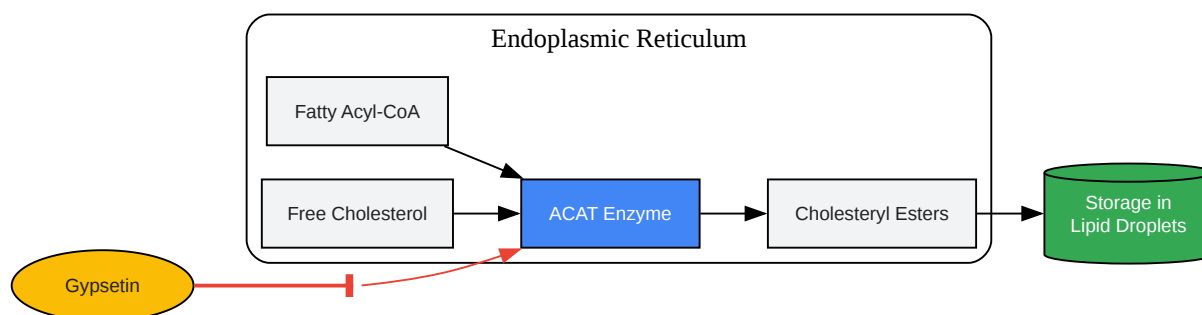 Endoplasmic Reticulum
Fatty Acyl-CoA
Free Cholesterol
ACAT Enzyme
Cholesteryl Esters
Storage in
Lipid Droplets
Gypsetin